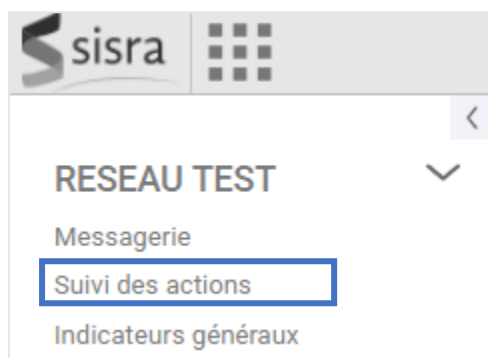 sisra
RESEAU TEST
Messagerie
Suivi des actions
Indicateurs généraux